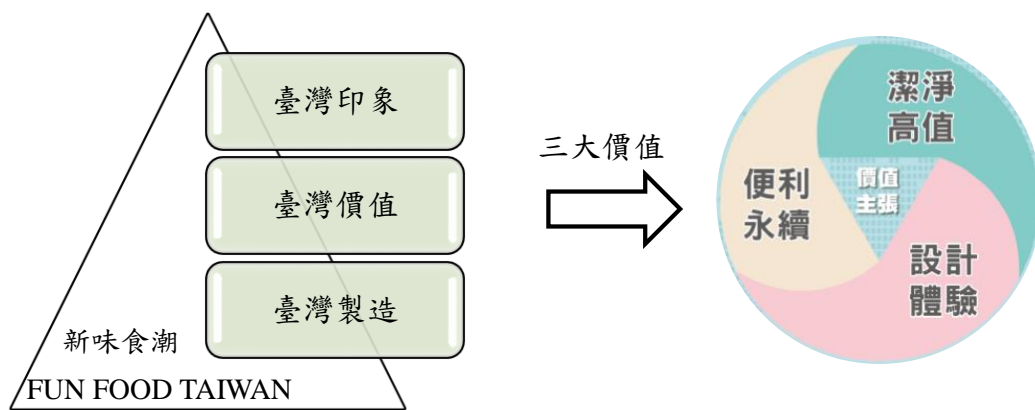 臺灣印象
臺灣價值
臺灣製造
新味食潮
FUN FOOD TAIWAN
三大價值
潔淨
高值
便利
永續
價值
主張
設計
體驗